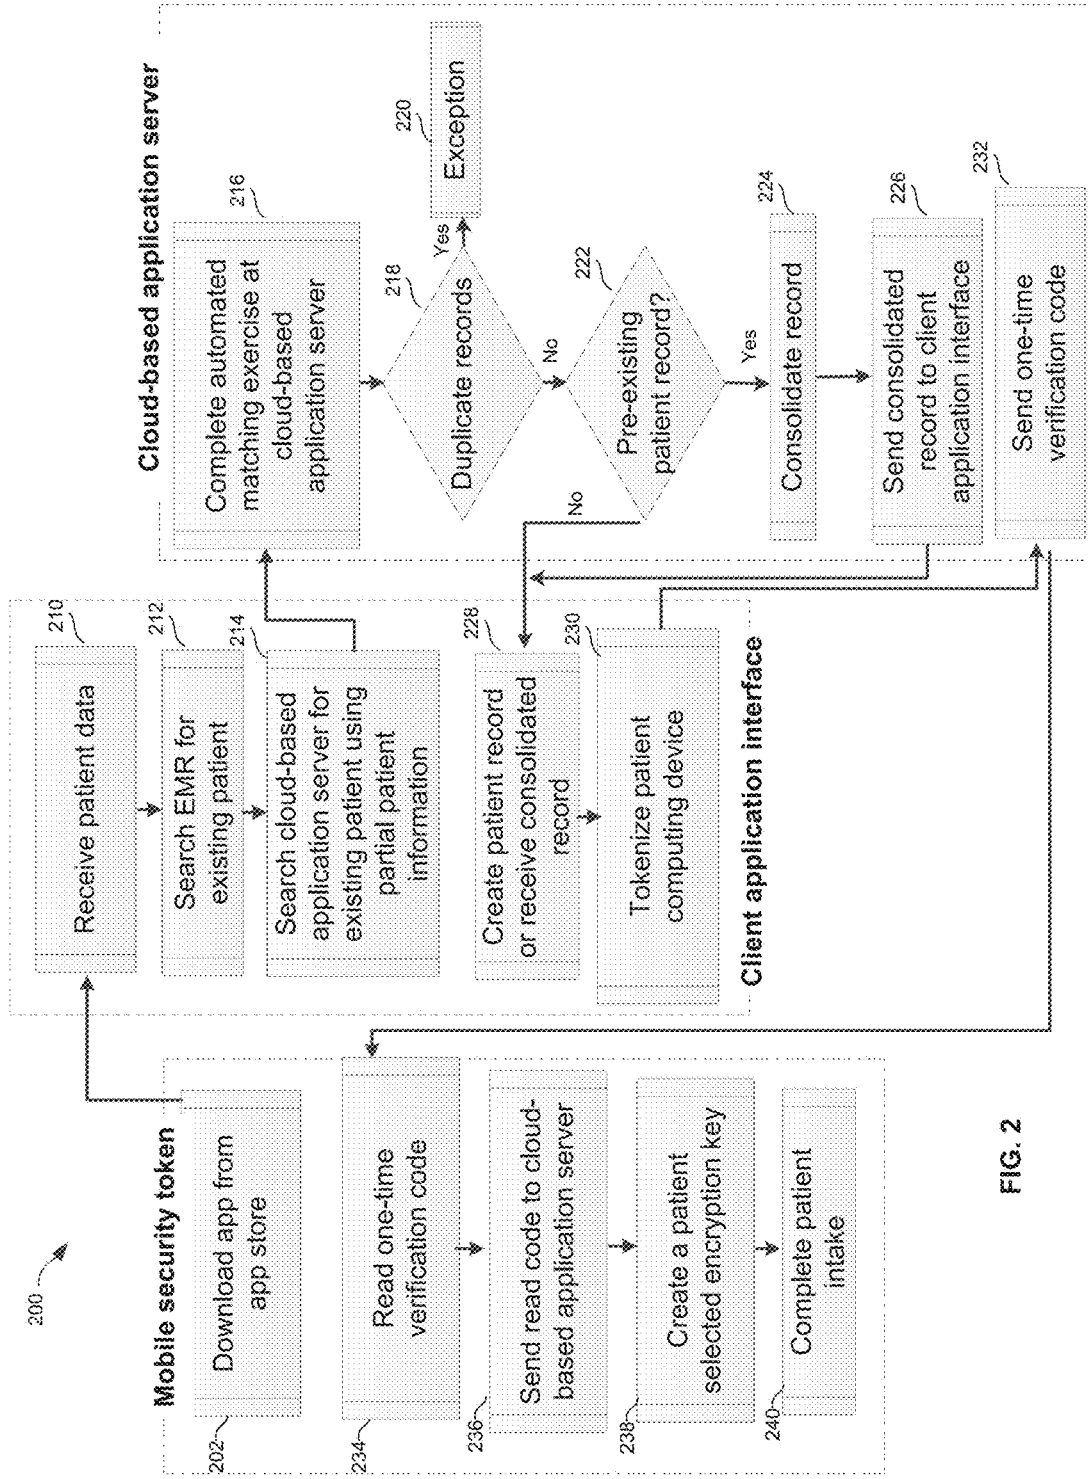 200
Mobile security token
Download app from
app store
202
Read one-time
verification code
234
Send read code to cloud-
based application server
236
Create a patient
selected encryption key
238
Complete patient
intake
240
Receive patient data
210
Search EMR for
existing patient
212
Search cloud-based
application server for
existing patient using
partial patient
information
214
Create patient record
or receive consolidated
record
228
Tokenize patient
computing device
230
Client application interface
Cloud-based application server
Complete automated
matching exercise at
cloud-based
application server
216
Duplicate records
218
Yes
Exception
220
No
Pre-existing
patient record?
222
No
Yes
Consolidate record
224
Send consolidated
record to client
application interface
226
Send one-time
verification code
232
FIG. 2